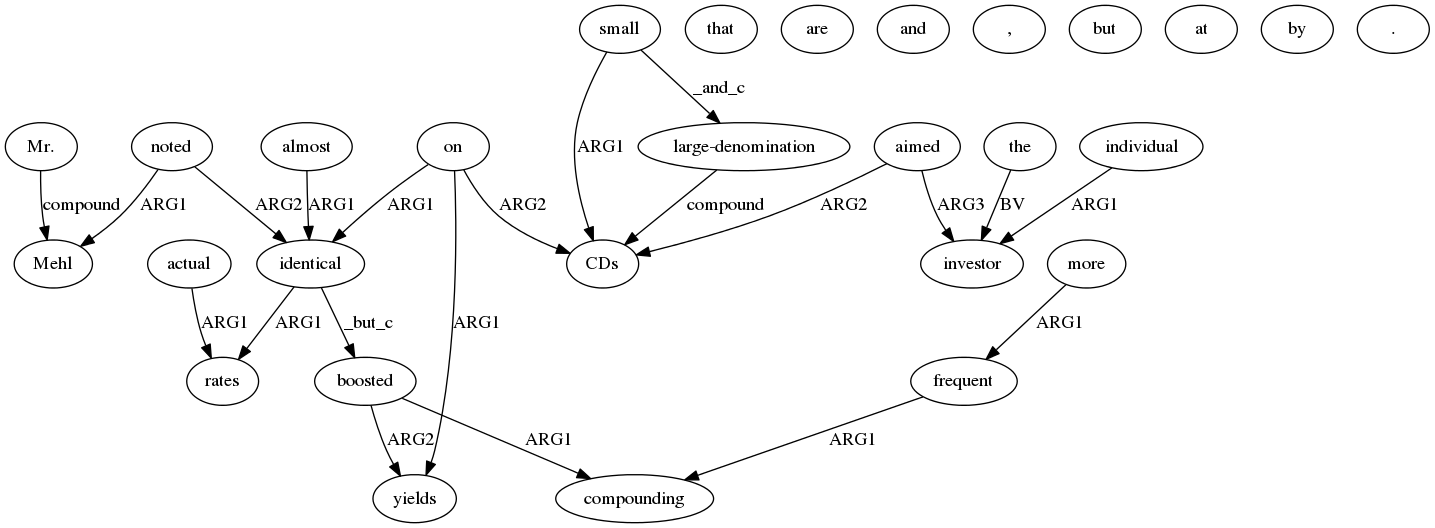 small that are and , but at by .
_and_c
Mr. noted almost on large-denomination aimed the individual
ARG1
compound ARG1 ARG2 ARG1 ARG1 ARG2 compound ARG2 ARG3 BV ARG1
Mehl actual identical CDs investor more
ARG1 ARG1 _but_c ARG1 ARG1
rates boosted frequent
ARG2 ARG1 ARG1
yields compounding